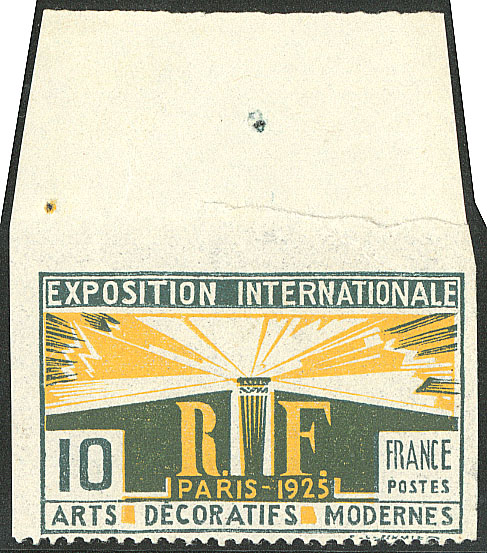 EXPOSITION INTERNATIONALE
R. F.
10
FRANCE
POSTES
PARIS-1925
ARTS DÉCORATIFS MODERNES